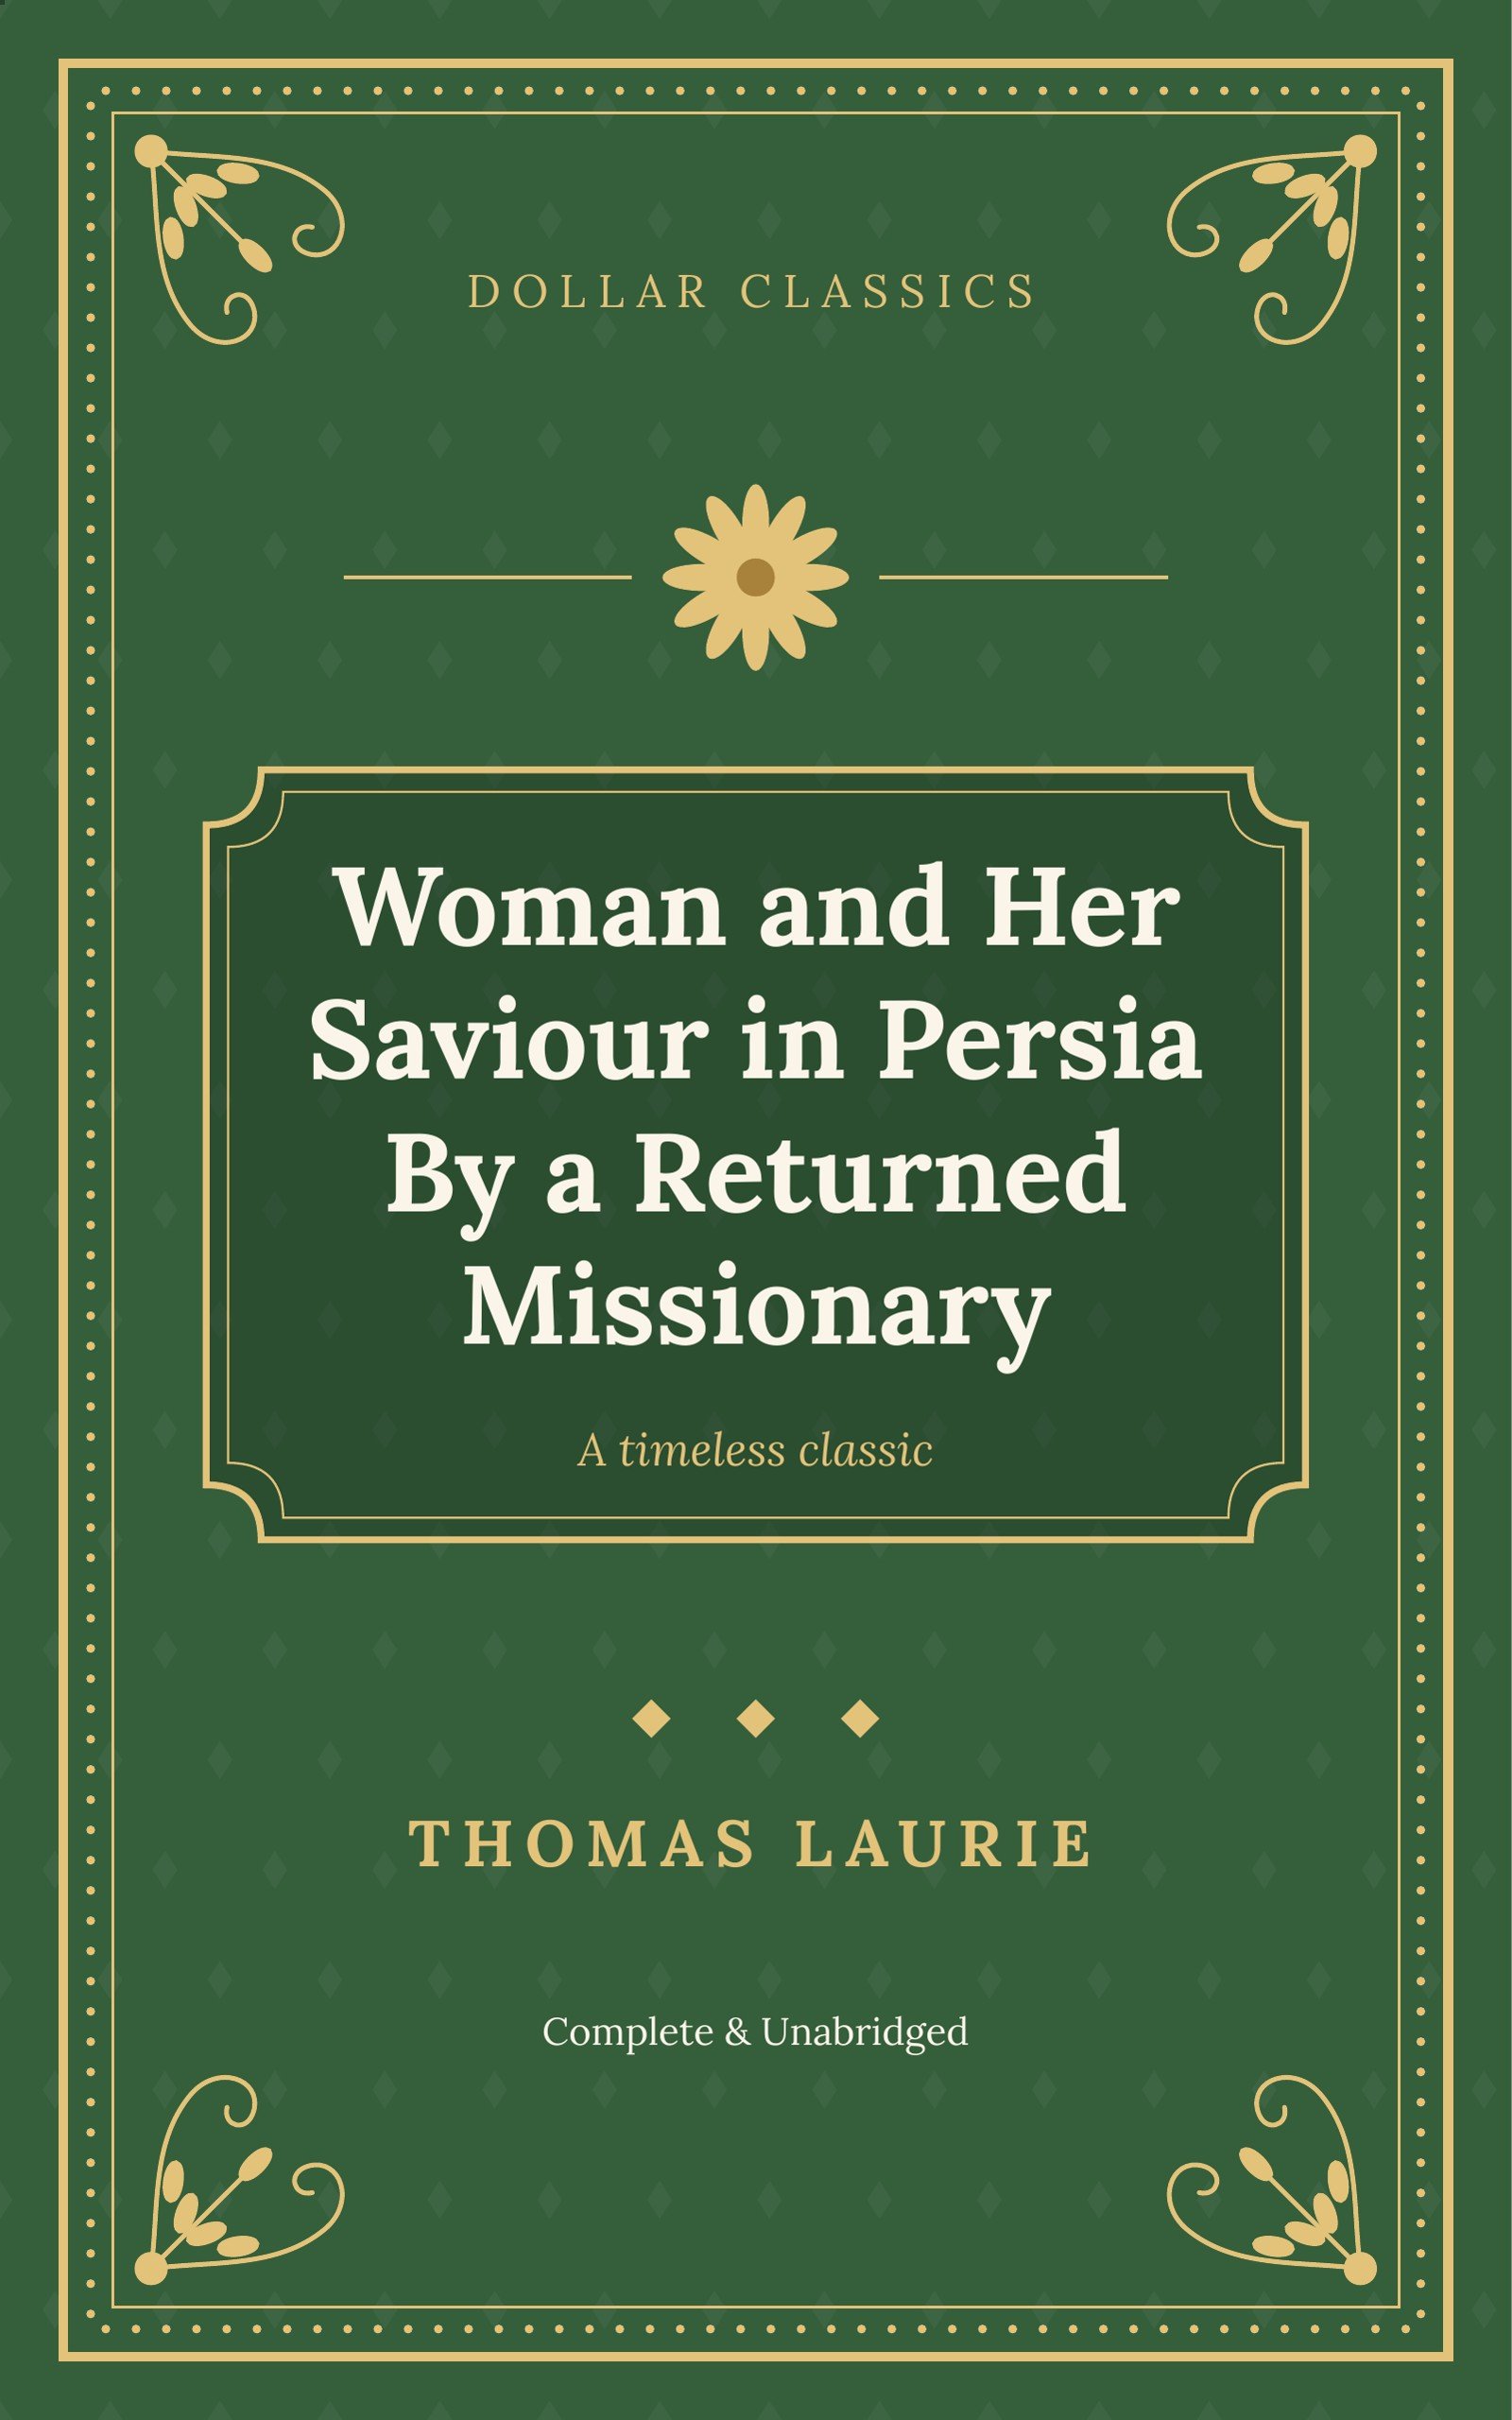 DOLLAR CLASSICS
Woman and Her
Saviour in Persia
By a Returned
Missionary
A timeless classic
THOMAS LAURIE
Complete & Unabridged